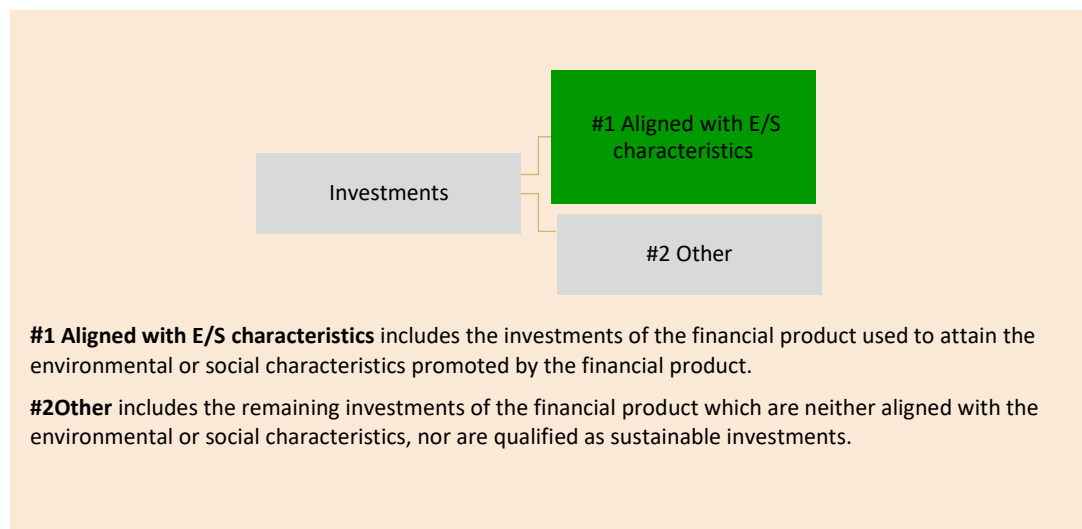 #1 Aligned with E/S
characteristics
Investments
#2 Other
#1 Aligned with E/S characteristics includes the investments of the financial product used to attain the
environmental or social characteristics promoted by the financial product.
#2Other includes the remaining investments of the financial product which are neither aligned with the
environmental or social characteristics, nor are qualified as sustainable investments.